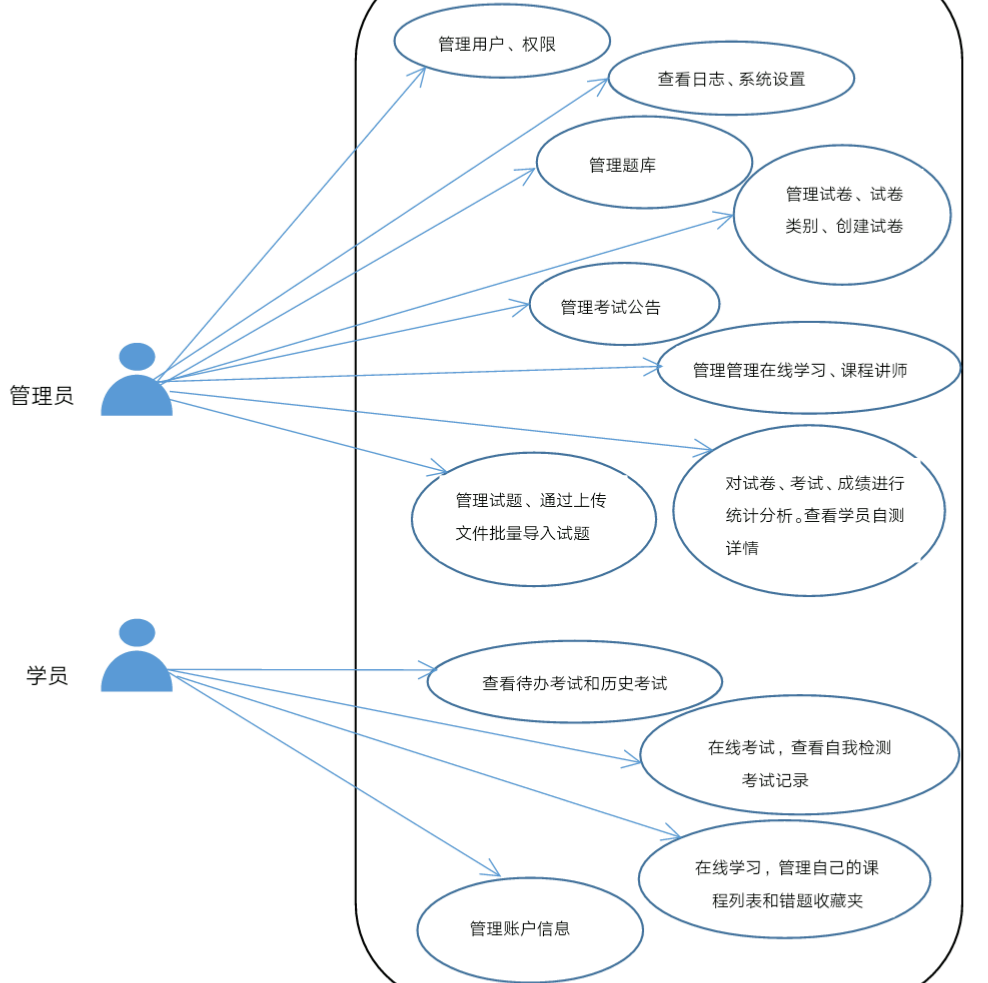 管理用户、权限
查看日志、系统设置
管理题库
管理试卷、试卷
类别、创建试卷
管理考试公告
管理管理在线学习、课程讲师
管理员
对试卷、考试、成绩进行
统计分析。查看学员自测
详情
管理试题、通过上传
文件批量导入试题
学员
查看待办考试和历史考试
在线考试，查看自我检测
考试记录
在线学习，管理自己的课
程列表和错题收藏夹
管理账户信息